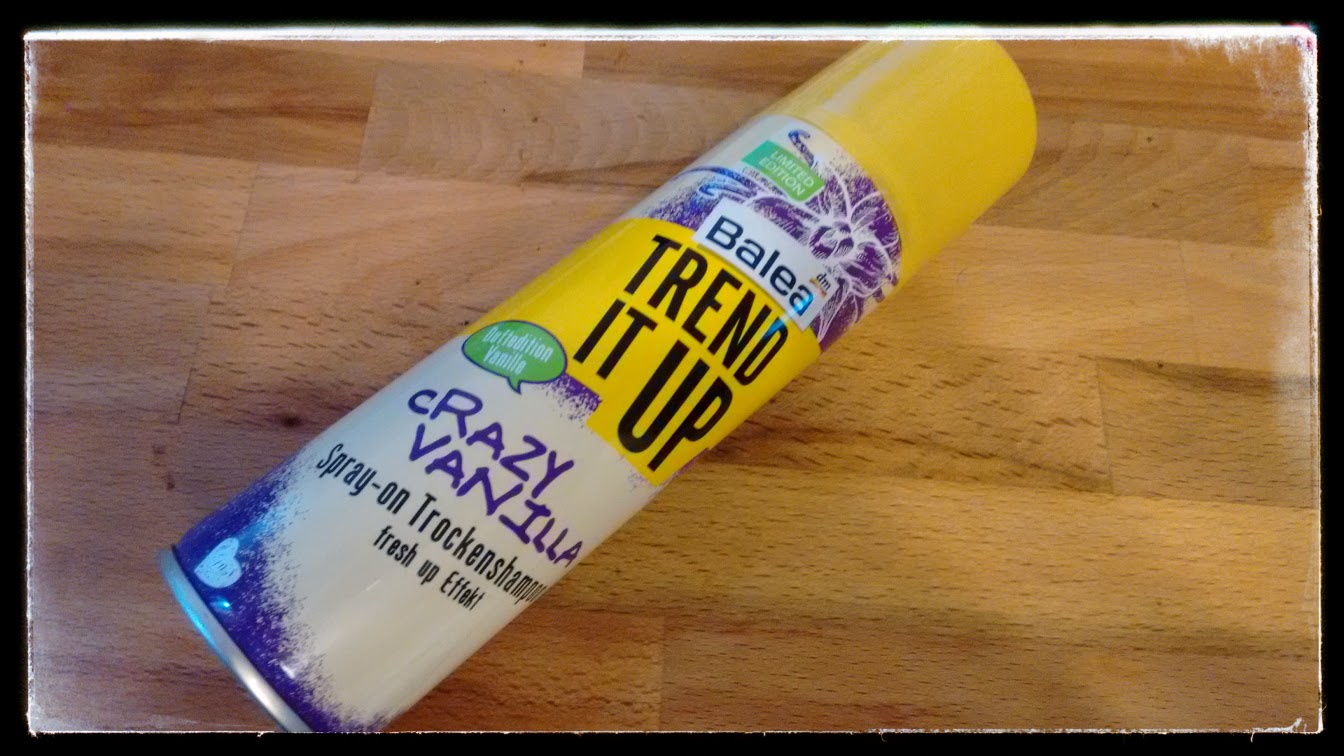 LIMITED
EDITION
Balea
dm
TREND
IT UP
Duftedition
Vanille
cRAZY
VANILLA
Spray-on Trockenshampoo
fresh up Effekt